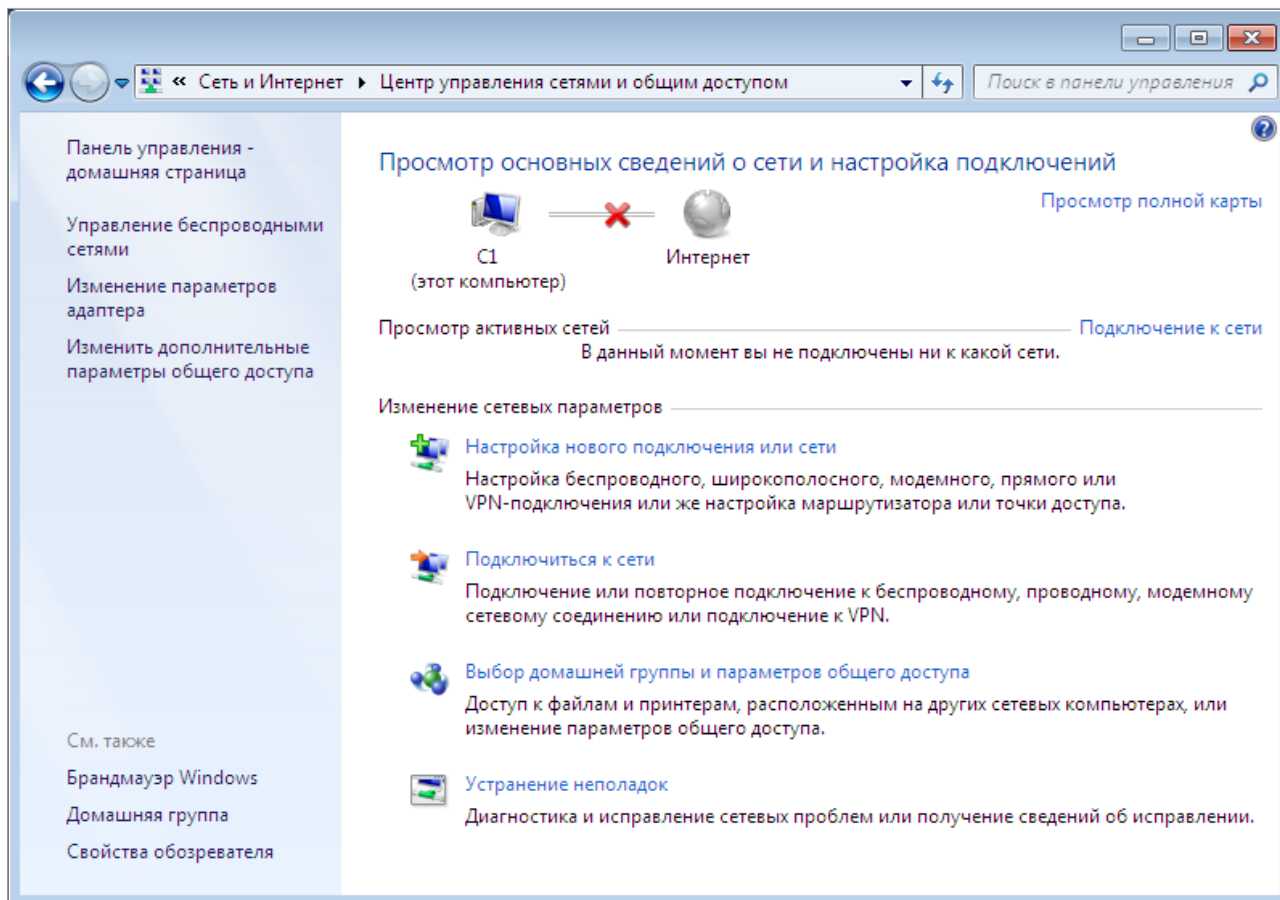 « Сеть и Интернет ▸ Центр управления сетями и общим доступом
Поиск в панели управления
Панель управления -
домашняя страница
Управление беспроводными
сетями
Изменение параметров
адаптера
Изменить дополнительные
параметры общего доступа
См. также
Брандмауэр Windows
Домашняя группа
Свойства обозревателя
Просмотр основных сведений о сети и настройка подключений
Просмотр полной карты
C1
(этот компьютер)
Интернет
Просмотр активных сетей
Подключение к сети
В данный момент вы не подключены ни к какой сети.
Изменение сетевых параметров
Настройка нового подключения или сети
Настройка беспроводного, широкополосного, модемного, прямого или
VPN-подключения или же настройка маршрутизатора или точки доступа.
Подключиться к сети
Подключение или повторное подключение к беспроводному, проводному, модемному
сетевому соединению или подключение к VPN.
Выбор домашней группы и параметров общего доступа
Доступ к файлам и принтерам, расположенным на других сетевых компьютерах, или
изменение параметров общего доступа.
Устранение неполадок
Диагностика и исправление сетевых проблем или получение сведений об исправлении.